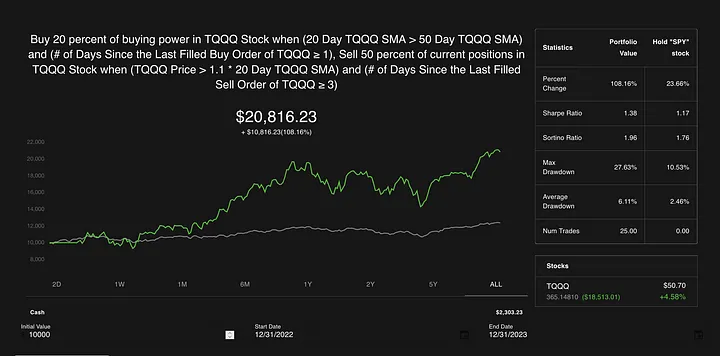 Buy 20 percent of buying power in TQQQ Stock when (20 Day TQQQ SMA > 50 Day TQQQ SMA)
and (# of Days Since the Last Filled Buy Order of TQQQ ≥ 1), Sell 50 percent of current positions in
TQQQ Stock when (TQQQ Price > 1.1 * 20 Day TQQQ SMA) and (# of Days Since the Last Filled
Sell Order of TQQQ ≥ 3)
$20,816.23
+ $10,816.23(108.16%)
22,000
20,000
18,000
16,000
14,000
12,000
10,000
8,000
2D 1W 1M 6M 1Y 2Y 5Y ALL
Cash $2,303.23
Initial Value Start Date End Date
10000 12/31/2022 12/31/2023
Statistics Portfolio Value Hold "SPY" stock
Percent Change 108.16% 23.66%
Sharpe Ratio 1.38 1.17
Sortino Ratio 1.96 1.76
Max Drawdown 27.63% 10.53%
Average Drawdown 6.11% 2.46%
Num Trades 25.00 0.00
Stocks
TQQQ $50.70
365.14810 ($18,513.01) +4.58%